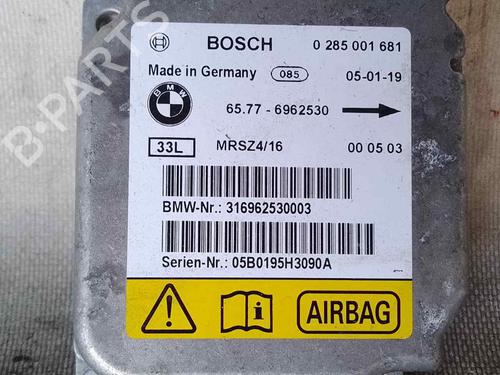 BOSCH 0 285 001 681
Made in Germany 085 05-01-19
BMW 65.77 - 6962530
33L MRSZ4/16 00 05 03
BMW-Nr.: 316962530003
Serien-Nr.: 05B0195H3090A
AIRBAG
B-PARTS